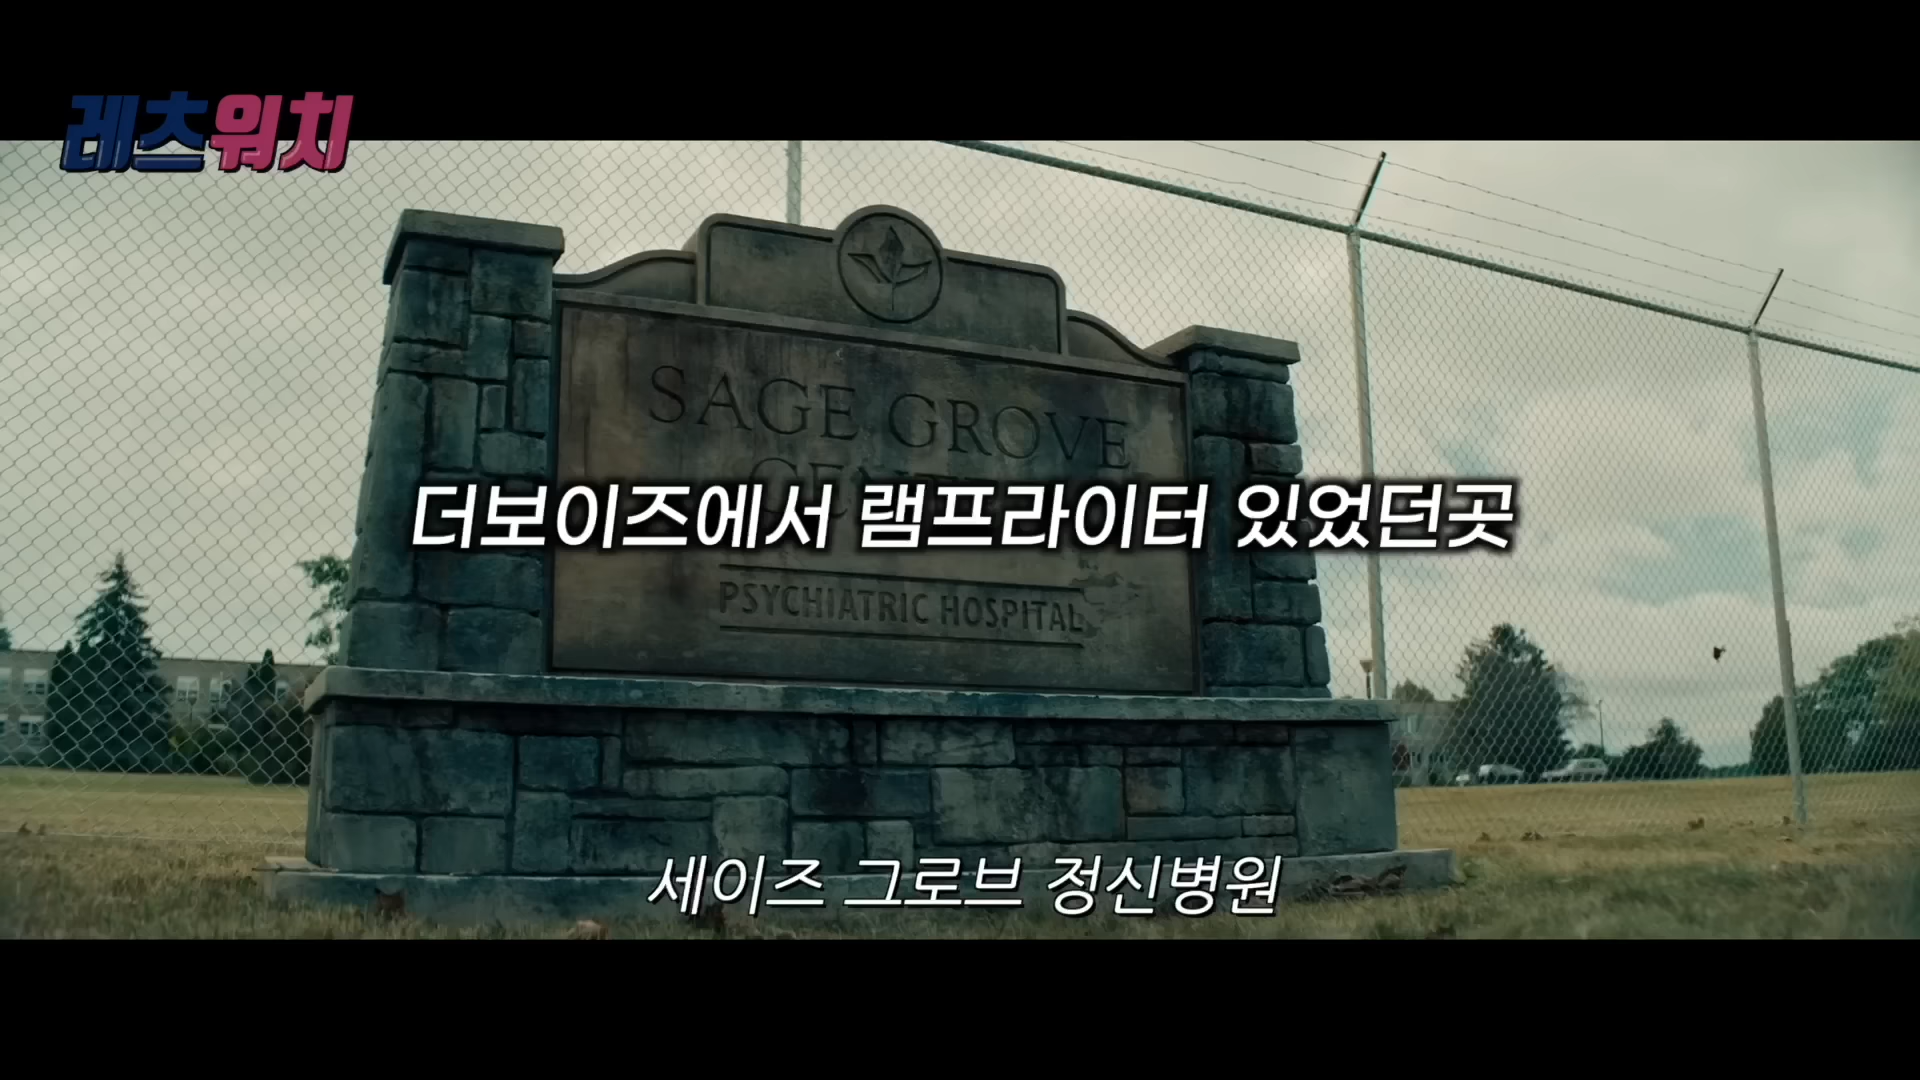 레츠워치
SAGE GROVE
더보이즈에서 램프라이터 있었던곳
PSYCHIATRIC HOSPITAL
세이즈 그로브 정신병원